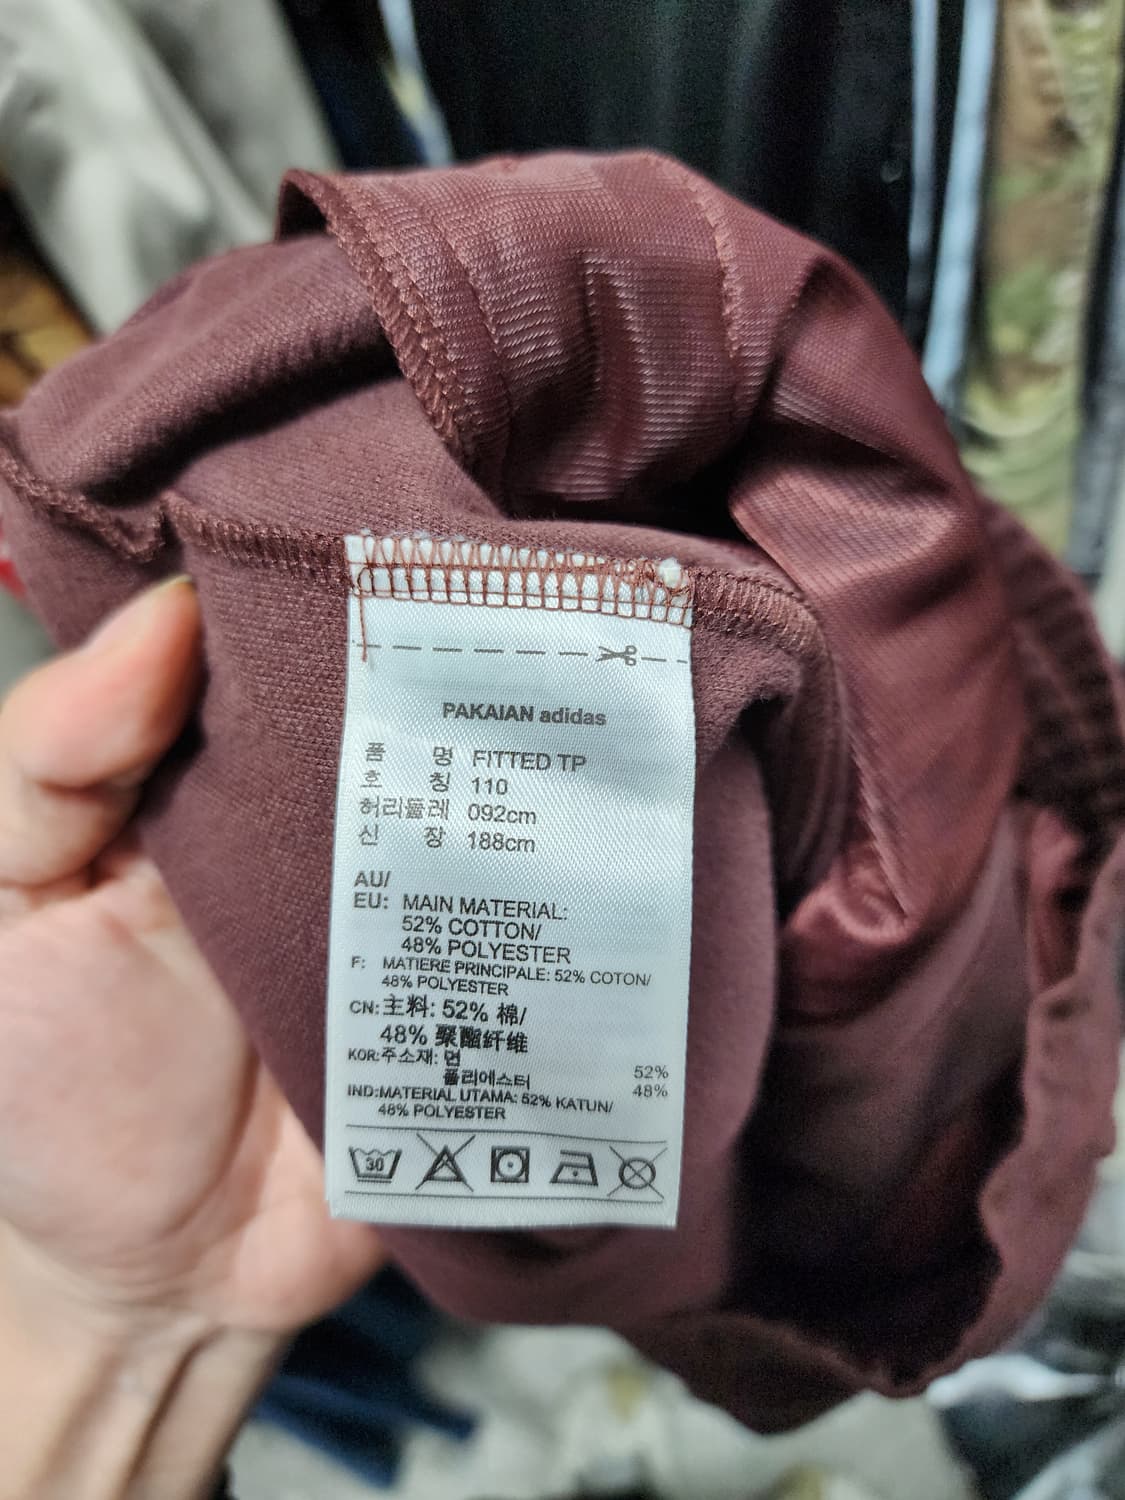 PAKAIAN adidas
품 명 FITTED TP
호 칭 110
허리둘레 092cm
신 장 188cm
AU/
EU: MAIN MATERIAL:
52% COTTON/
48% POLYESTER
F: MATIERE PRINCIPALE: 52% COTON/
48% POLYESTER
CN: 主料: 52% 棉/
48% 聚酯纤维
KOR: 주소재: 면 52%
폴리에스터 48%
IND: MATERIAL UTAMA: 52% KATUN/
48% POLYESTER
30